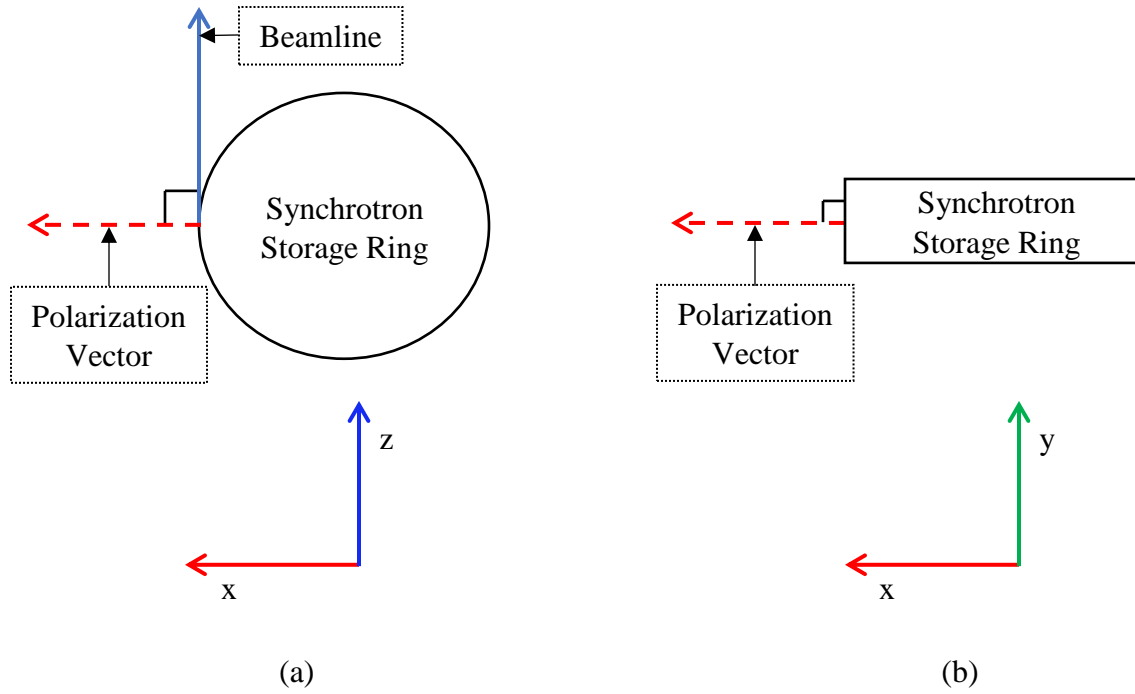 Beamline
Synchrotron
Storage Ring
Polarization
Vector
z
x
(a)
Synchrotron
Storage Ring
Polarization
Vector
y
x
(b)